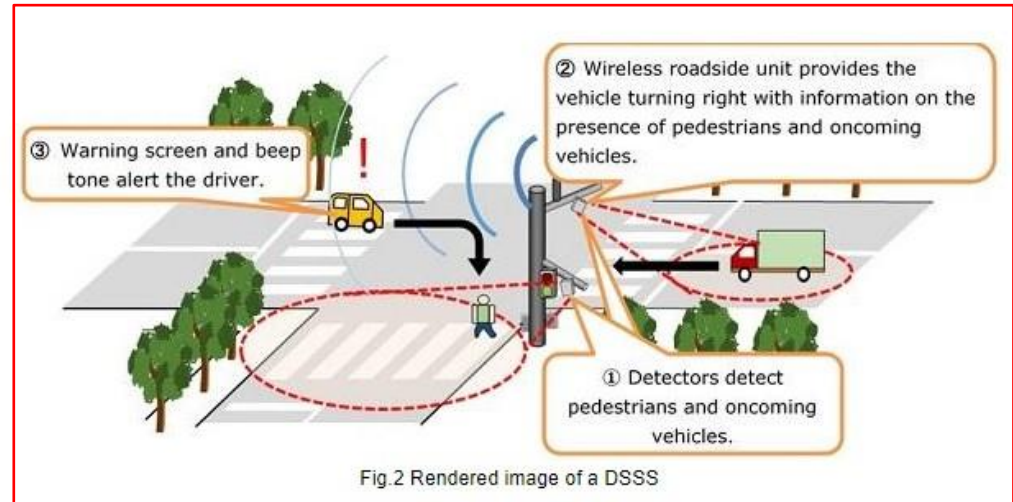 ② Wireless roadside unit provides the
vehicle turning right with information on the
presence of pedestrians and oncoming
vehicles.
③ Warning screen and beep
tone alert the driver.
!
① Detectors detect
pedestrians and oncoming
vehicles.
Fig.2 Rendered image of a DSSS